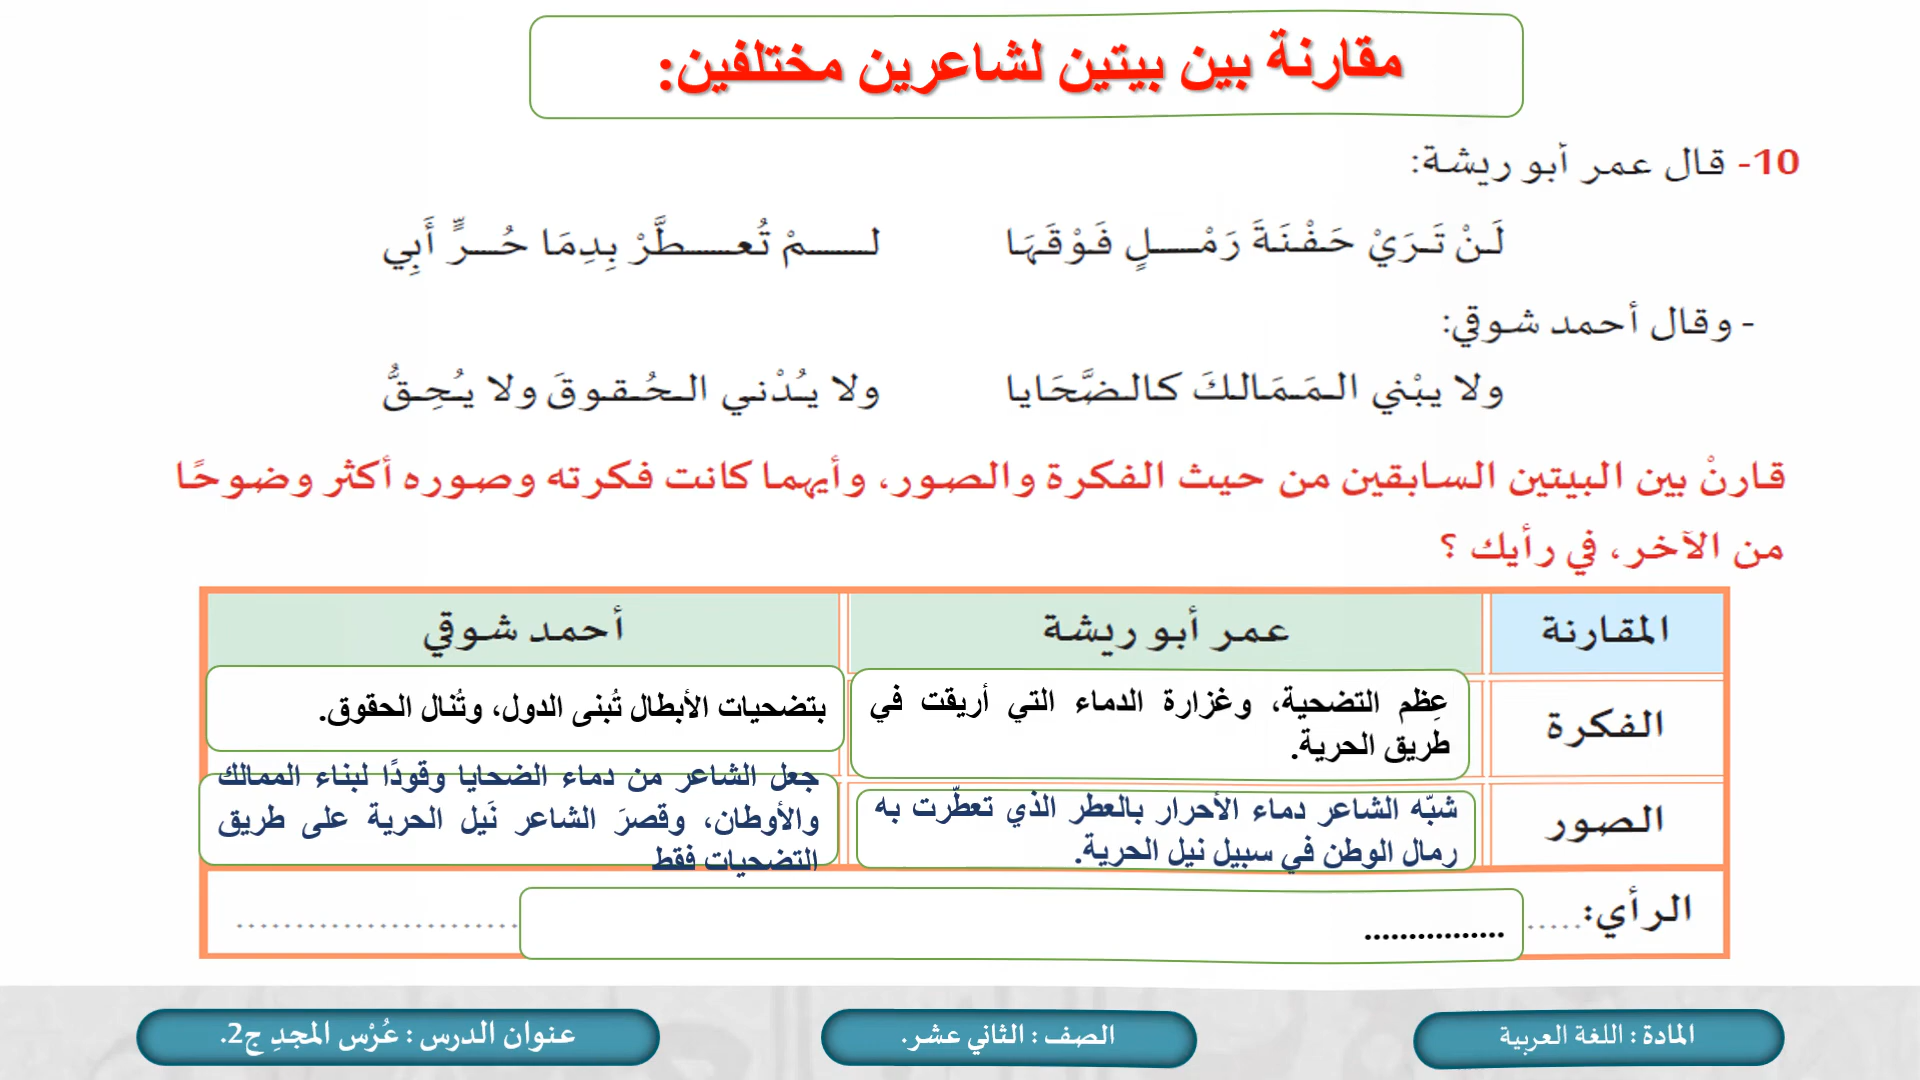 مقارنة بين بيتين لشاعرين مختلفين:
10- قال عمر أبو ريشة:
لَنْ تَرَيْ حَفْنَةَ رَمْلٍ فَوْقَهَا لمْ تُعطَّرْ بِدِمَا حُرٍّ أَبِي
- وقال أحمد شوقي:
ولا يبْني المَمَالكَ كالضَّحَايا ولا يُدْني الحُقوقَ ولا يُحِقُّ
قارنْ بين البيتين السابقين من حيث الفكرة والصور، وأيهما كانت فكرته وصوره أكثر وضوحًا
من الآخر، في رأيك ؟
المقارنة عمر أبو ريشة أحمد شوقي
الفكرة
عِظم التضحية، وغزارة الدماء التي أريقت في
طريق الحرية.
بتضحيات الأبطال تُبنى الدول، وتُنال الحقوق.
الصور
شبّه الشاعر دماء الأحرار بالعطر الذي تعطّرت به
رمال الوطن في سبيل نيل الحرية.
جعل الشاعر من دماء الضحايا وقودًا لبناء الممالك
والأوطان، وقصرَ الشاعر نَيل الحرية على طريق
التضحيات فقط
الرأي: ................
المادة : اللغة العربية
الصف : الثاني عشر.
عنوان الدرس : عُرْس المجدِ ج2.